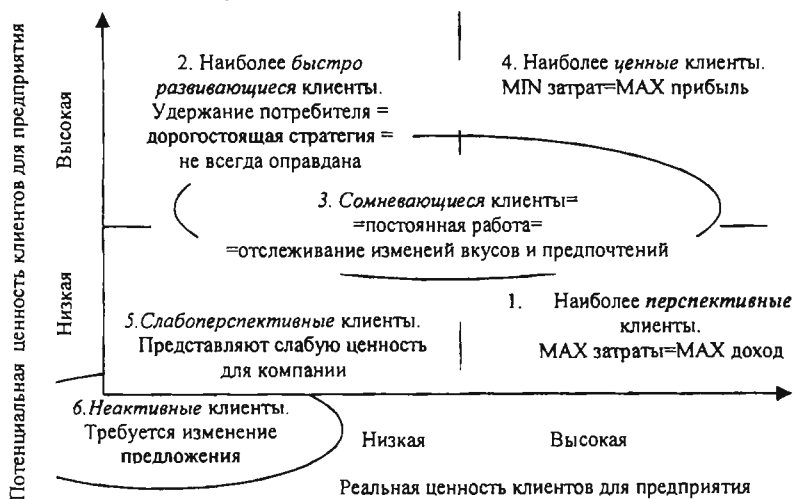 Потенциальная ценность клиентов для предприятия
Высокая
Низкая
2. Наиболее быстро
развивающиеся клиенты.
Удержание потребителя =
дорогостоящая стратегия =
не всегда оправдана
4. Наиболее ценные клиенты.
MIN затрат=MAX прибыль
3. Сомневающиеся клиенты=
=постоянная работа=
=отслеживание изменеий вкусов и предпочтений
5.Слабоперспективные клиенты.
Представляют слабую ценность
для компании
1. Наиболее перспективные
клиенты.
MAX затраты=MAX доход
6.Неактивные клиенты.
Требуется изменение
предложения
Низкая
Высокая
Реальная ценность клиентов для предприятия